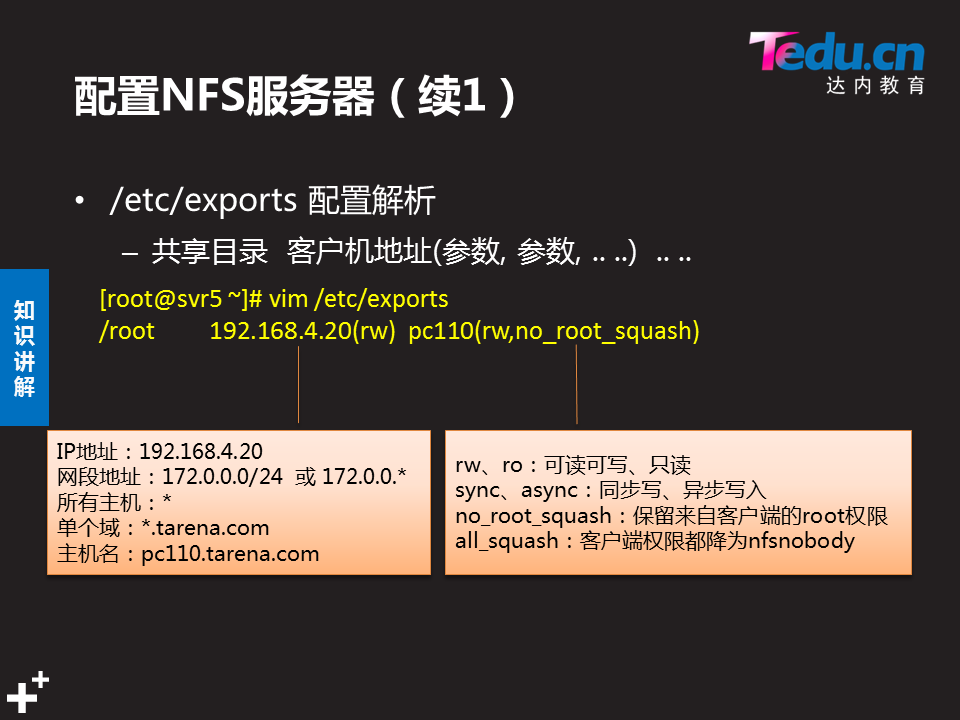 Tedu.cn
达内教育
配置NFS服务器（续1）
• /etc/exports 配置解析
– 共享目录 客户机地址(参数, 参数, .. ..) .. ..
知识讲解
[root@svr5 ~]# vim /etc/exports
/root 192.168.4.20(rw) pc110(rw,no_root_squash)
IP地址：192.168.4.20
网段地址：172.0.0.0/24 或 172.0.0.*
所有主机：*
单个域：*.tarena.com
主机名：pc110.tarena.com
rw、ro：可读可写、只读
sync、async：同步写、异步写入
no_root_squash：保留来自客户端的root权限
all_squash：客户端权限都降为nfsnobody